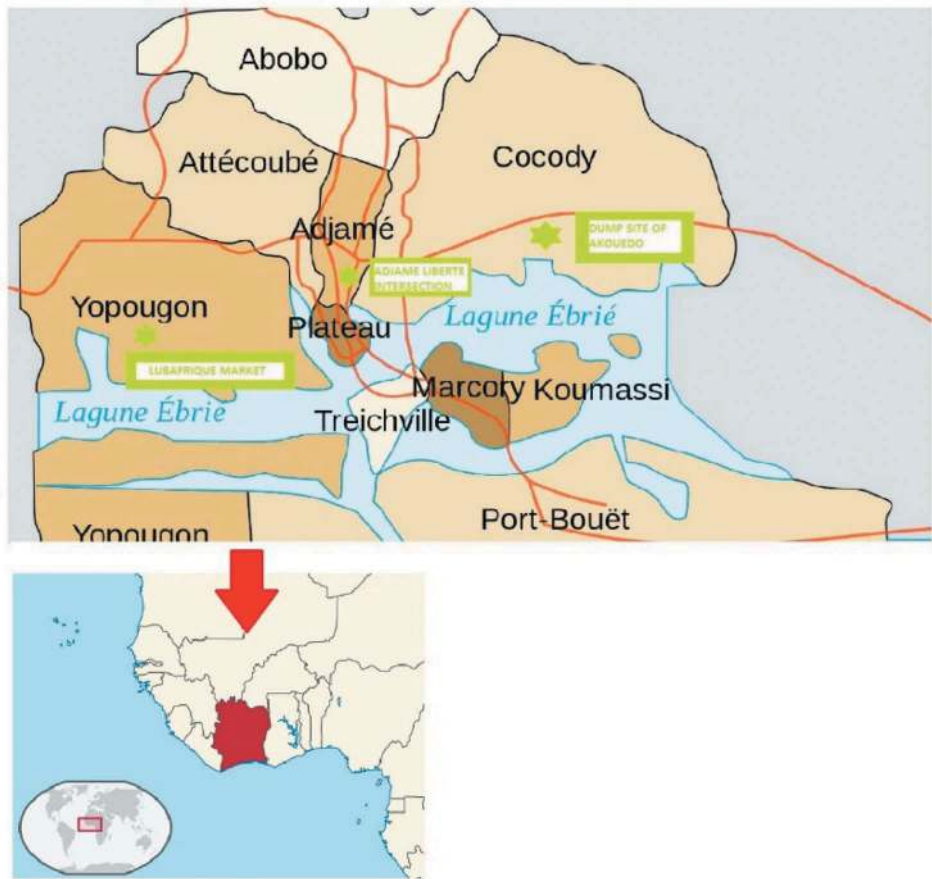 Abobo
Attécoubé
Cocody
Adjamé
DUMP SITE OF
AKOUEDO
ADJAME LIBERTE
INTERSECTION
Yopougon
Plateau
Lagune Ébrié
LUBAFRIQUE MARKET
Marcory
Koumassi
Lagune Ébrie
Treichville
Port-Bouët
Yopougon